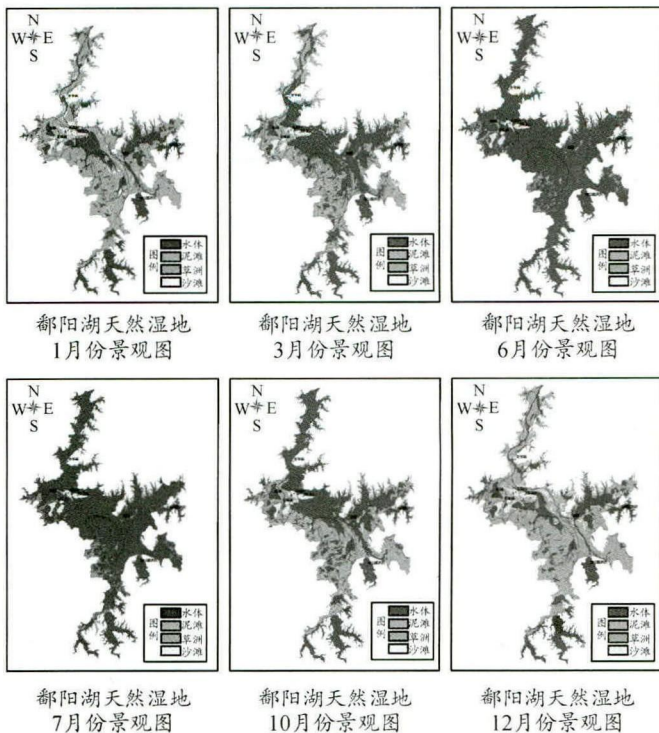 N
W E
S
图例
水体
泥滩
草洲
沙滩
鄱阳湖天然湿地
1月份景观图
N
W E
S
图例
水体
泥滩
草洲
沙滩
鄱阳湖天然湿地
3月份景观图
N
W E
S
图例
水体
泥滩
草洲
沙滩
鄱阳湖天然湿地
6月份景观图
N
W E
S
图例
水体
泥滩
草洲
沙滩
鄱阳湖天然湿地
7月份景观图
N
W E
S
图例
水体
泥滩
草洲
沙滩
鄱阳湖天然湿地
10月份景观图
N
W E
S
图例
水体
泥滩
草洲
沙滩
鄱阳湖天然湿地
12月份景观图